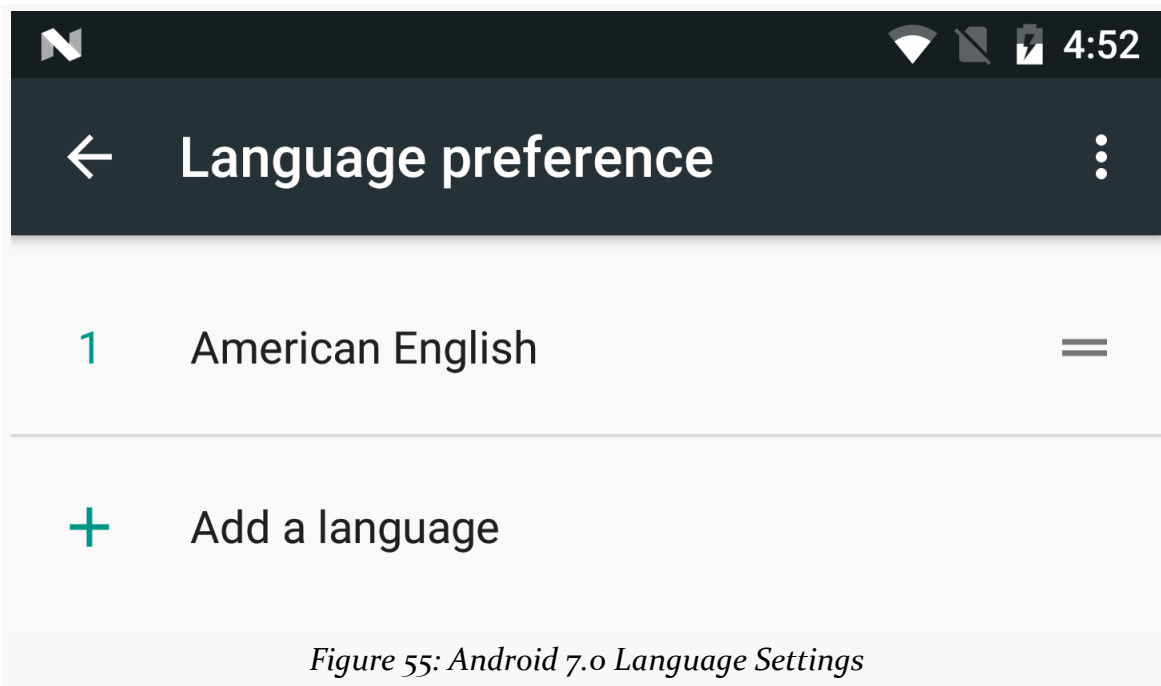 4:52
Language preference
1 American English
Add a language
Figure 55: Android 7.0 Language Settings